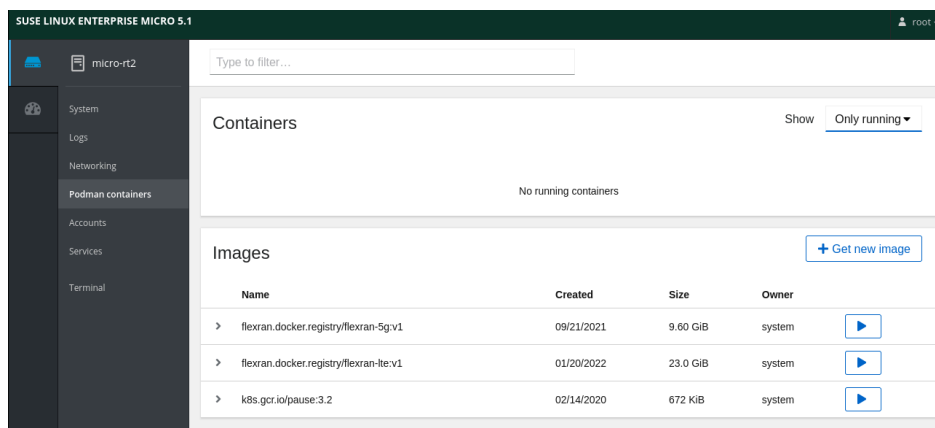 SUSE LINUX ENTERPRISE MICRO 5.1
root
micro-rt2
System
Logs
Networking
Podman containers
Accounts
Services
Terminal
Type to filter...
Containers
Show Only running
No running containers
Images
Get new image
Name Created Size Owner
flexran.docker.registry/flexran-5g:v1 09/21/2021 9.60 GiB system
flexran.docker.registry/flexran-lte:v1 01/20/2022 23.0 GiB system
k8s.gcr.io/pause:3.2 02/14/2020 672 KiB system